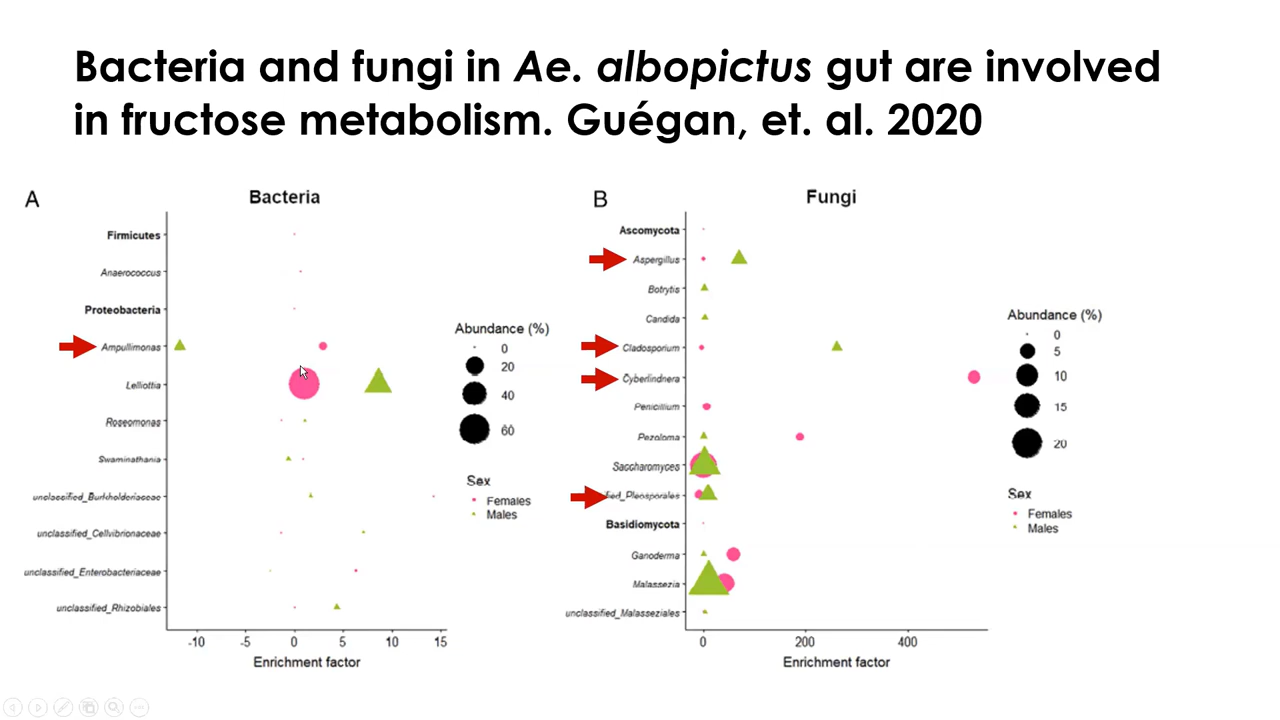 Bacteria and fungi in Ae. albopictus gut are involved
in fructose metabolism. Guégan, et. al. 2020
A
Bacteria
Firmicutes
Anaerococcus
Proteobacteria
Ampullimonas
Lelliottia
Roseomonas
Swaminathania
unclassified_Burkholderiaceae
unclassified_Cellvibrionaceae
unclassified_Enterobacteriaceae
unclassified_Rhizobiales
-10 -5 0 5 10 15
Enrichment factor
Abundance (%)
0
20
40
60
Sex
Females
Males
B
Fungi
Ascomycota
Aspergillus
Botrytis
Candida
Cladosporium
Cyberlindnera
Penicillium
Pezoloma
Saccharomyces
fied_Pleosporales
Basidiomycota
Ganoderma
Malassezia
unclassified_Malasseziales
0 200 400
Enrichment factor
Abundance (%)
0
5
10
15
20
Sex
Females
Males